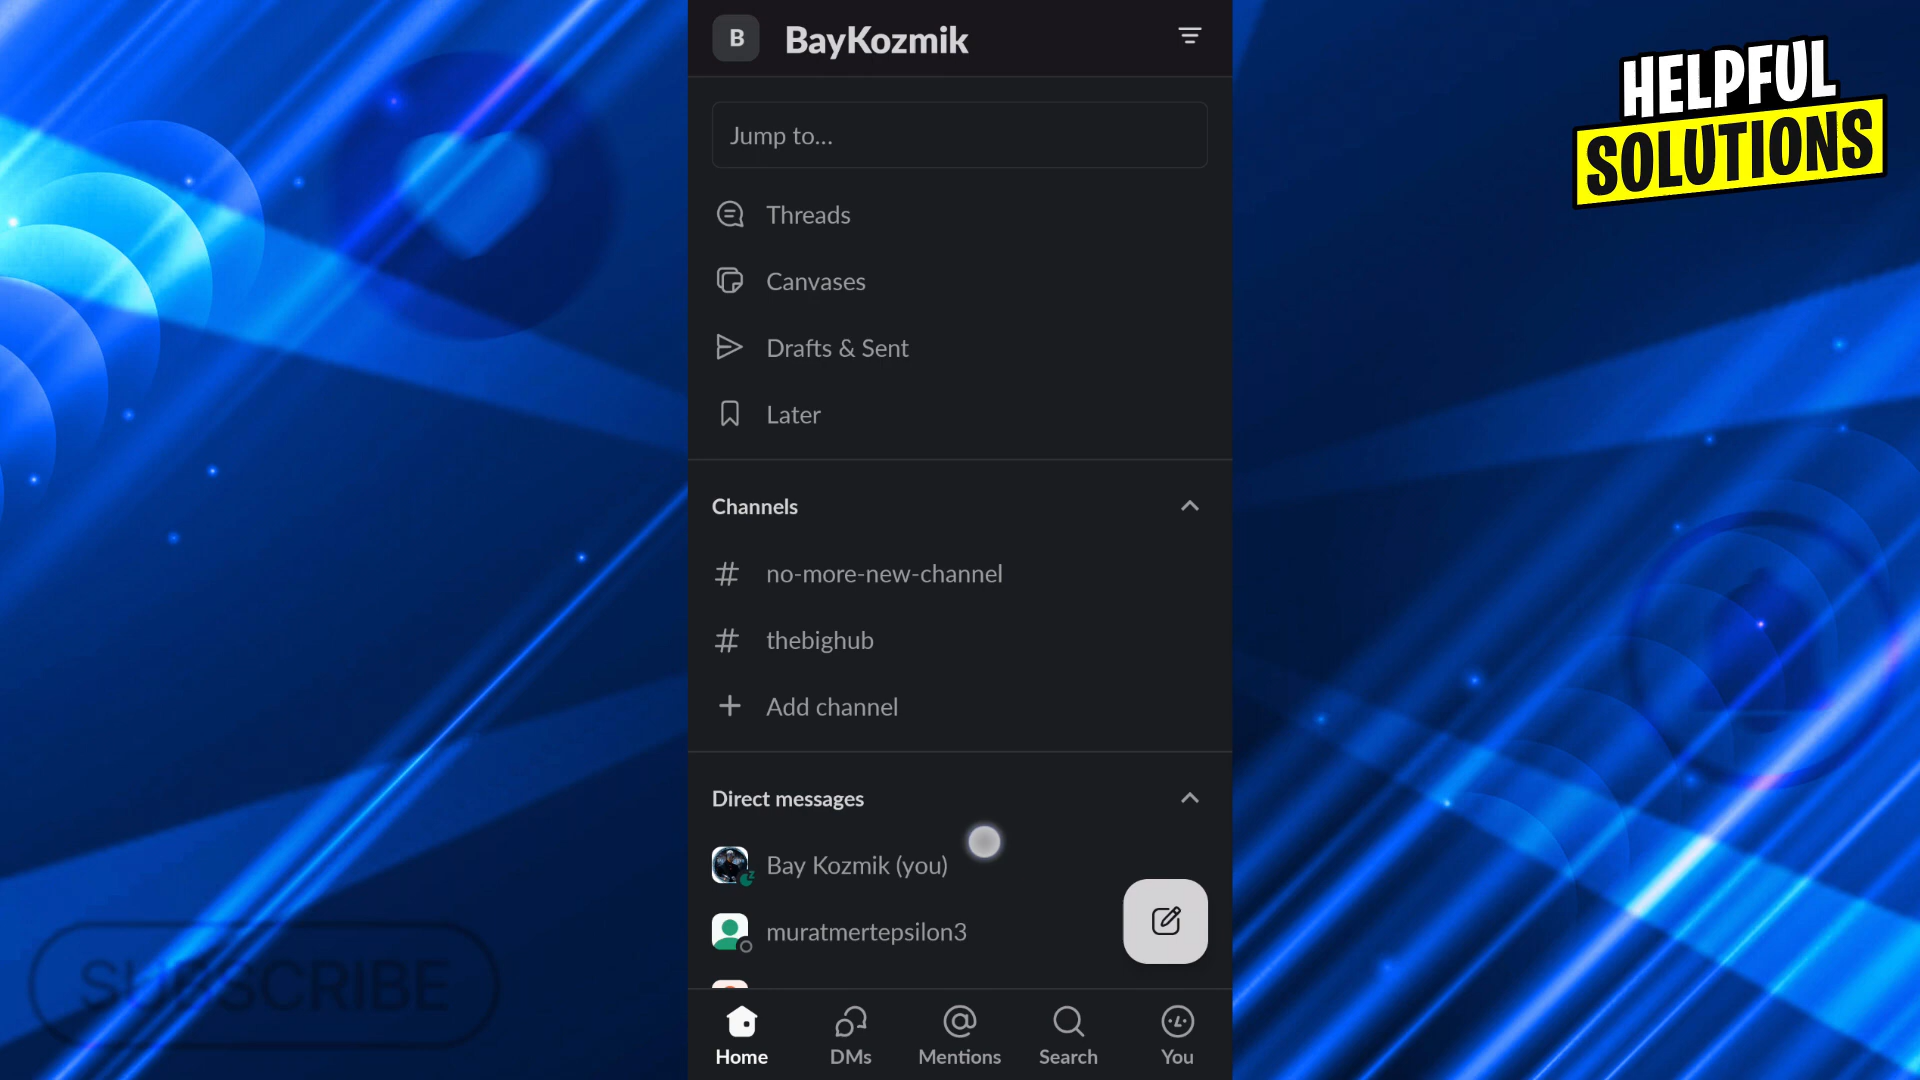 B
BayKozmik
HELPFUL
SOLUTIONS
Jump to...
Threads
Canvases
Drafts & Sent
Later
Channels
# no-more-new-channel
# thebighub
+ Add channel
Direct messages
Bay Kozmik (you)
muratmertepsilon3
SUBSCRIBE
Home
DMs
Mentions
Search
You